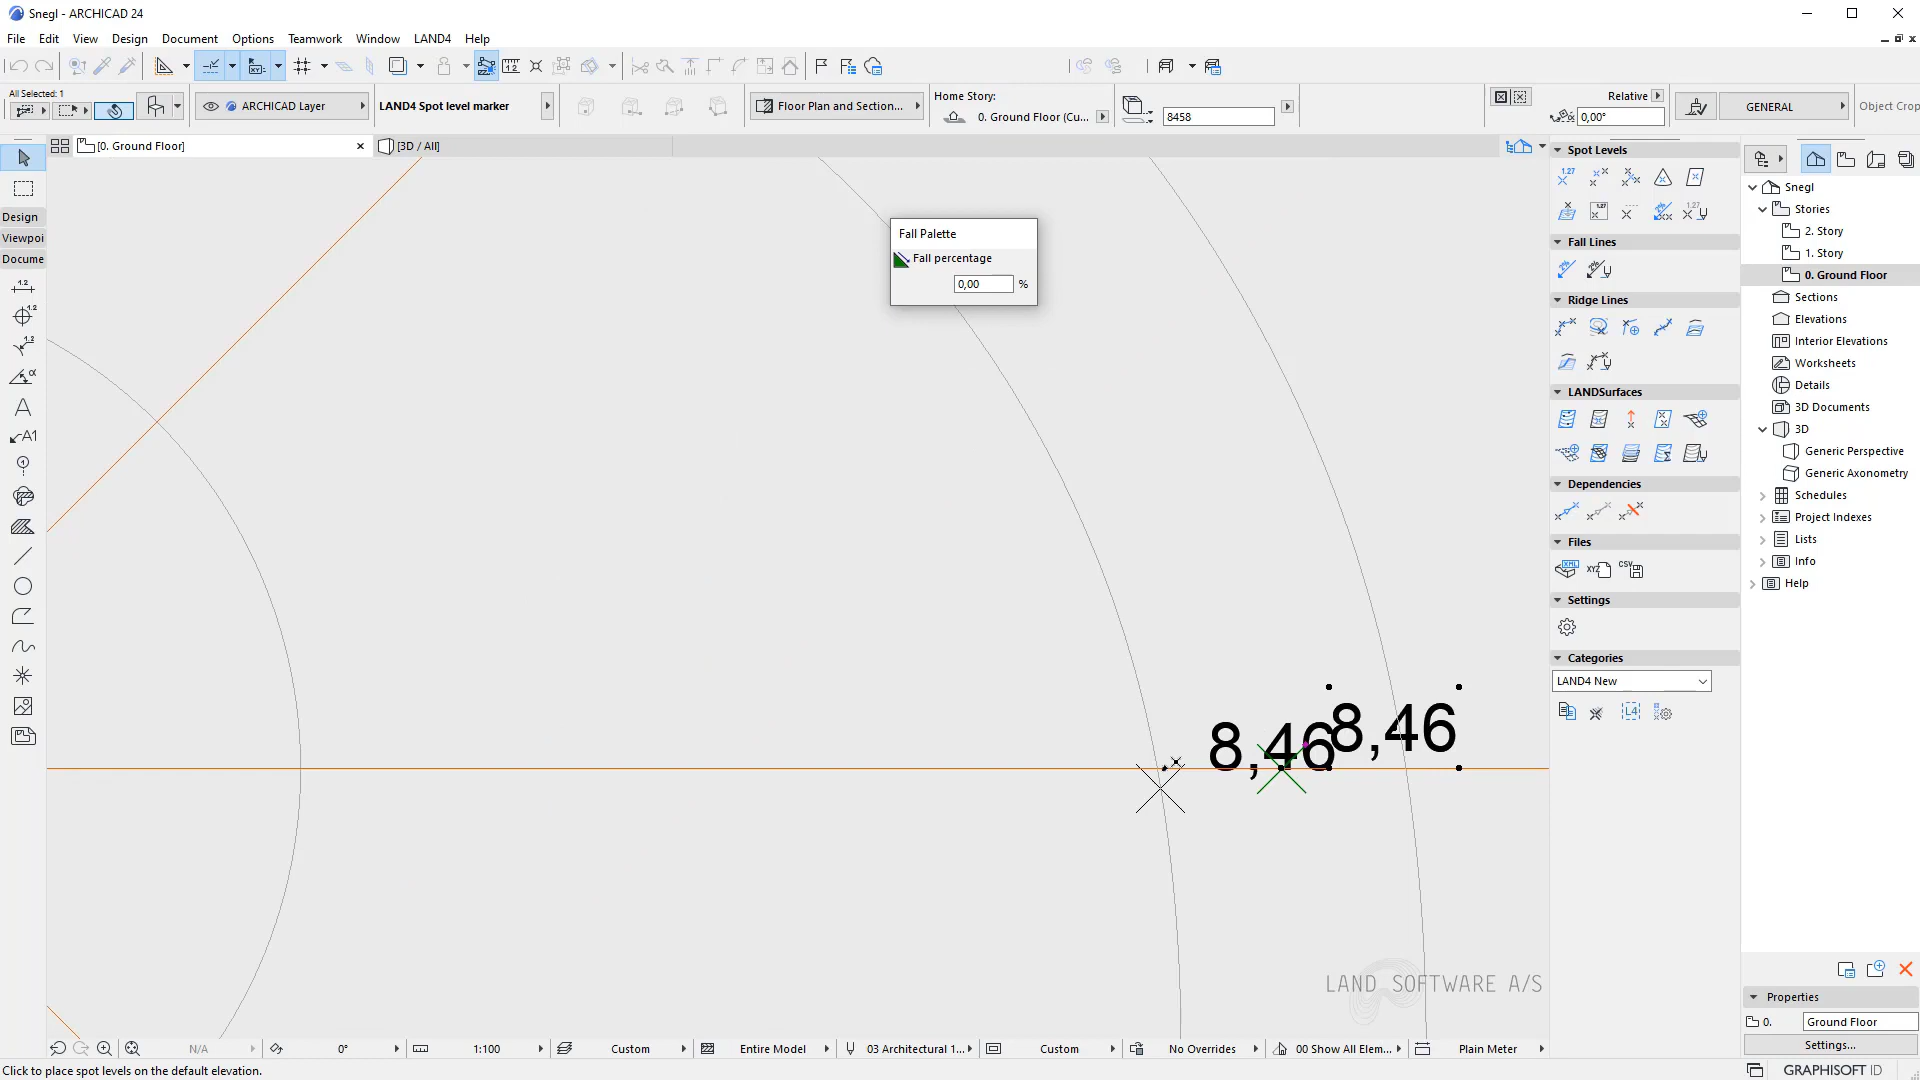 Snegl - ARCHICAD 24
File Edit View Design Document Options Teamwork Window LAND4 Help
All Selected: 1
ARCHICAD Layer
LAND4 Spot level marker
Floor Plan and Section...
Home Story:
0. Ground Floor (Cu...
8458
Relative
0,00°
GENERAL
Object Crop
[0. Ground Floor]
[3D / All]
Design
Viewpoi
Docume
Fall Palette
Fall percentage
0,00 %
8,46
8,46
LAND SOFTWARE A/S
Spot Levels
Fall Lines
Ridge Lines
LANDSurfaces
Dependencies
Files
Settings
Categories
LAND4 New
Snegl
Stories
2. Story
1. Story
0. Ground Floor
Sections
Elevations
Interior Elevations
Worksheets
Details
3D Documents
3D
Generic Perspective
Generic Axonometry
Schedules
Project Indexes
Lists
Info
Help
Properties
0. Ground Floor
Settings...
N/A 0° 1:100 Custom Entire Model 03 Architectural 1... Custom No Overrides 00 Show All Elem... Plain Meter
Click to place spot levels on the default elevation.
GRAPHISOFT ID